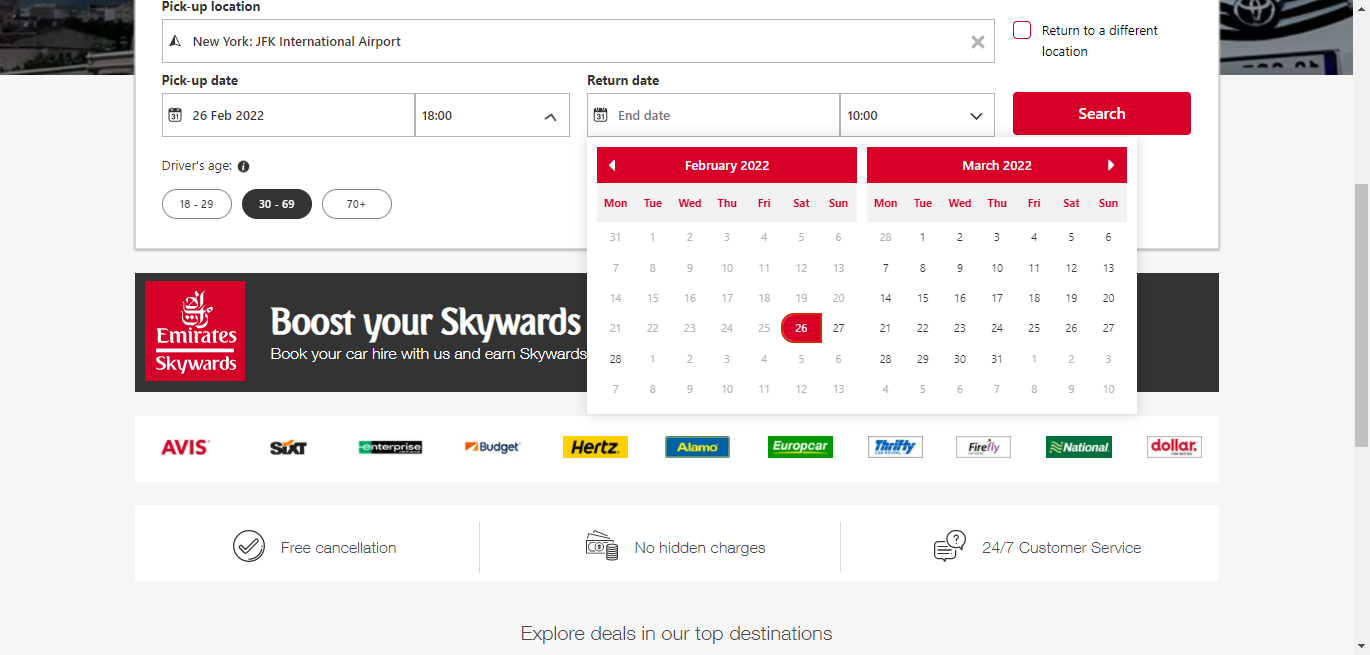 Pick-up location
New York: JFK International Airport
Return to a different
location
Pick-up date
Return date
31 26 Feb 2022
18:00
31 End date
10:00
Search
Driver's age: i
18 - 29
30 - 69
70+
February 2022
Mon Tue Wed Thu Fri Sat Sun
31 1 2 3 4 5 6
7 8 9 10 11 12 13
14 15 16 17 18 19 20
21 22 23 24 25 26 27
28 1 2 3 4 5 6
7 8 9 10 11 12 13
March 2022
Mon Tue Wed Thu Fri Sat Sun
28 1 2 3 4 5 6
7 8 9 10 11 12 13
14 15 16 17 18 19 20
21 22 23 24 25 26 27
28 29 30 31 1 2 3
4 5 6 7 8 9 10
Emirates
Skywards
Boost your Skywards
Book your car hire with us and earn Skywards
AVIS
SIXT
enterprise
Budget
Hertz
Alamo
Europcar
Thrifty
CAR RENTAL
Firefly
National
dollar.
CAR RENTAL
Free cancellation
No hidden charges
24/7 Customer Service
Explore deals in our top destinations